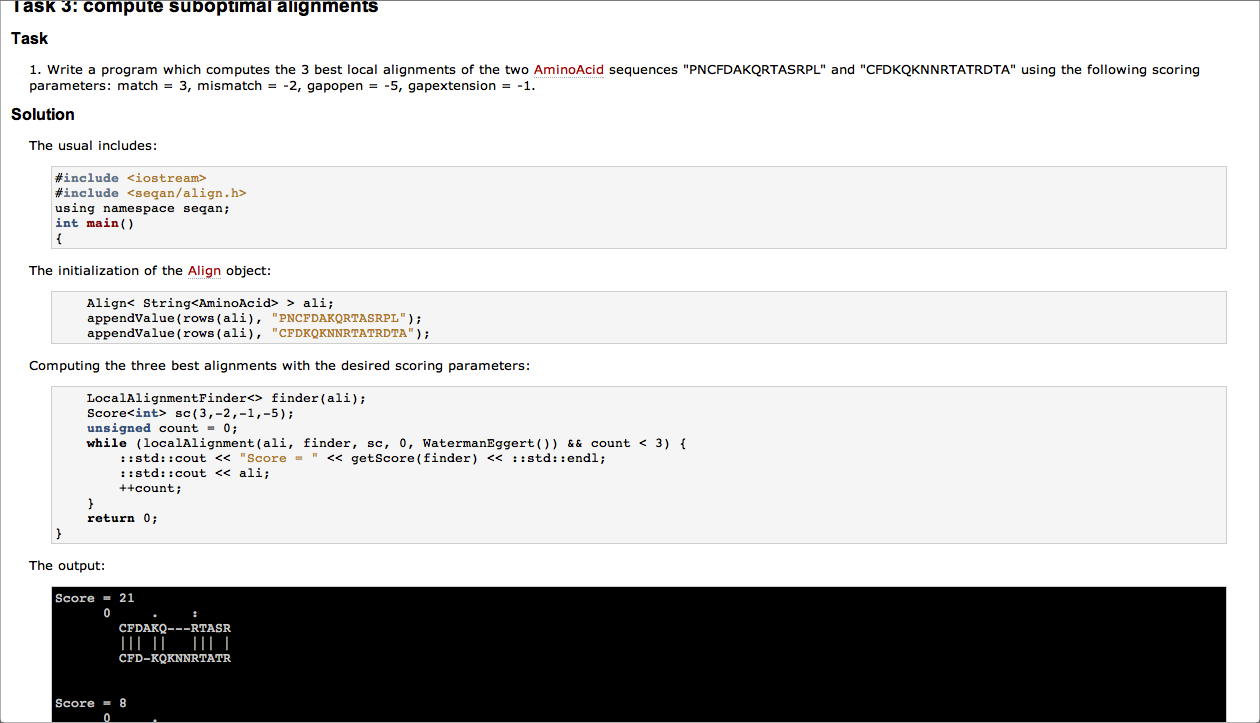 Task 3: compute suboptimal alignments
Task
1. Write a program which computes the 3 best local alignments of the two AminoAcid sequences "PNCFDAKQRTASRPL" and "CFDKQKNNRTATRDTA" using the following scoring
parameters: match = 3, mismatch = -2, gapopen = -5, gapextension = -1.
Solution
The usual includes:
#include <iostream>
#include <seqan/align.h>
using namespace seqan;
int main()
{
The initialization of the Align object:
Align< String<AminoAcid> > ali;
appendValue(rows(ali), "PNCFDAKQRTASRPL");
appendValue(rows(ali), "CFDKQKNNRTATRDTA");
Computing the three best alignments with the desired scoring parameters:
LocalAlignmentFinder<> finder(ali);
Score<int> sc(3,-2,-1,-5);
unsigned count = 0;
while (localAlignment(ali, finder, sc, 0, WatermanEggert()) && count < 3) {
::std::cout << "Score = " << getScore(finder) << ::std::endl;
::std::cout << ali;
++count;
}
return 0;
}
The output:
Score = 21
0     .    :
CFDAKQ---RTASR
||| ||   ||| |
CFD-KQKNNRTATR
Score = 8
0     .